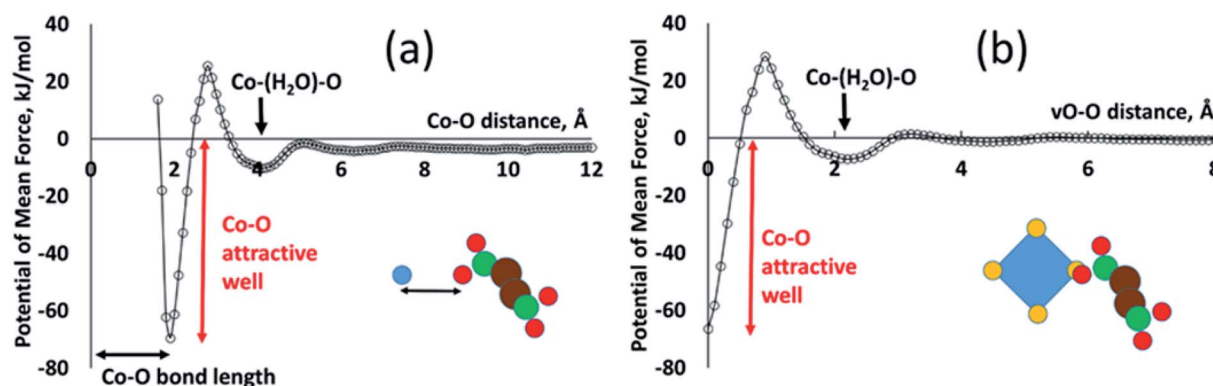 Potential of Mean Force, kJ/mol
40
20
0
-20
-40
-60
-80
(a)
Co-(H₂O)-O
Co-O distance, Å
0 2 4 6 8 10 12
Co-O
attractive
well
Co-O bond length
Potential of Mean Force, kJ/mol
40
20
0
-20
-40
-60
-80
(b)
Co-(H₂O)-O
vO-O distance, Å
0 2 4 6 8
Co-O
attractive
well